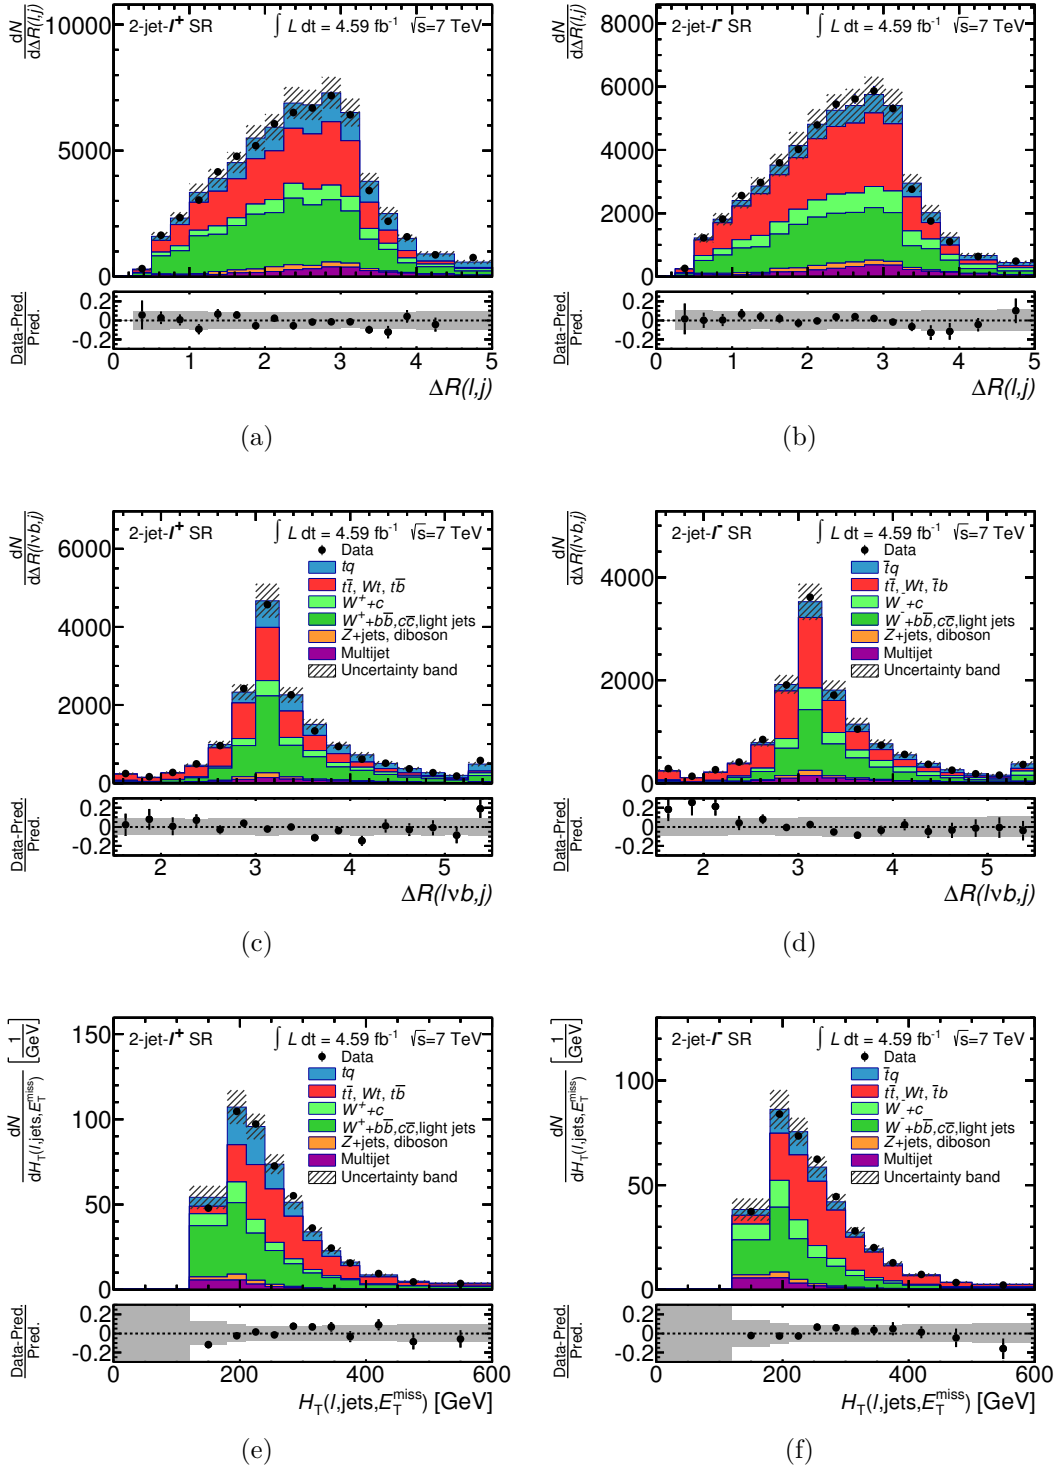 dN
dΔR(l,j)
10000
5000
0
2-jet-l⁺ SR
∫ L dt = 4.59 fb⁻¹ √s=7 TeV
Data-Pred.
Pred.
0.2
0
-0.2
0 1 2 3 4 5
ΔR(l,j)
(a)
dN
dΔR(l,j)
8000
6000
4000
2000
0
2-jet-l⁻ SR
∫ L dt = 4.59 fb⁻¹ √s=7 TeV
Data-Pred.
Pred.
0.2
0
-0.2
0 1 2 3 4 5
ΔR(l,j)
(b)
dN
dΔR(lνb,j)
6000
4000
2000
0
2-jet-l⁺ SR
∫ L dt = 4.59 fb⁻¹ √s=7 TeV
Data
tq
tt̄, Wt, tb̄
W⁺+c
W⁺+bb̄,cc̄,light jets
Z+jets, diboson
Multijet
Uncertainty band
Data-Pred.
Pred.
0.2
0
-0.2
2 3 4 5
ΔR(lνb,j)
(c)
dN
dΔR(lνb,j)
4000
2000
0
2-jet-l⁻ SR
∫ L dt = 4.59 fb⁻¹ √s=7 TeV
Data
t̄q
tt̄, Wt, t̄b
W⁻+c
W⁻+bb̄,cc̄,light jets
Z+jets, diboson
Multijet
Uncertainty band
Data-Pred.
Pred.
0.2
0
-0.2
2 3 4 5
ΔR(lνb,j)
(d)
dN
dH_T(l,jets,E_T^miss) [1/GeV]
150
100
50
0
2-jet-l⁺ SR
∫ L dt = 4.59 fb⁻¹ √s=7 TeV
Data
tq
tt̄, Wt, tb̄
W⁺+c
W⁺+bb̄,cc̄,light jets
Z+jets, diboson
Multijet
Uncertainty band
Data-Pred.
Pred.
0.2
0
-0.2
0 200 400 600
H_T(l,jets,E_T^miss) [GeV]
(e)
dN
dH_T(l,jets,E_T^miss) [1/GeV]
100
50
0
2-jet-l⁻ SR
∫ L dt = 4.59 fb⁻¹ √s=7 TeV
Data
t̄q
tt̄, Wt, t̄b
W⁻+c
W⁻+bb̄,cc̄,light jets
Z+jets, diboson
Multijet
Uncertainty band
Data-Pred.
Pred.
0.2
0
-0.2
0 200 400 600
H_T(l,jets,E_T^miss) [GeV]
(f)